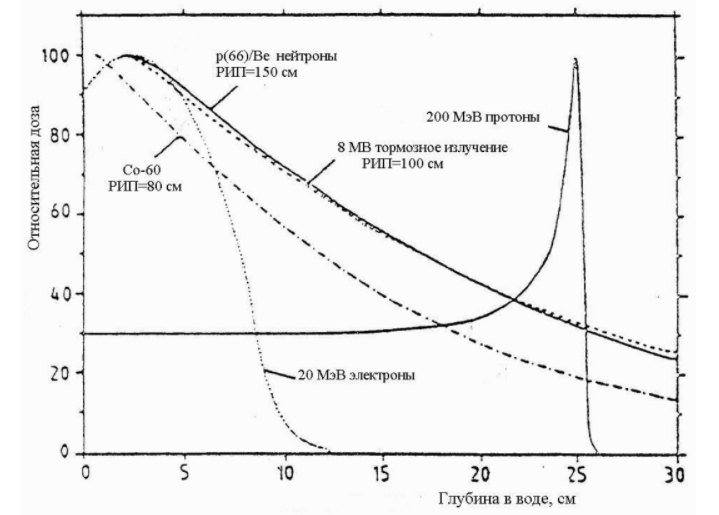 100
80
60
40
20
0
Относительная доза
p(66)/Be нейтроны
РИП=150 см
Co-60
РИП=80 см
200 МэВ протоны
8 МВ тормозное излучение
РИП=100 см
20 МэВ электроны
0 5 10 15 20 25 30
Глубина в воде, см